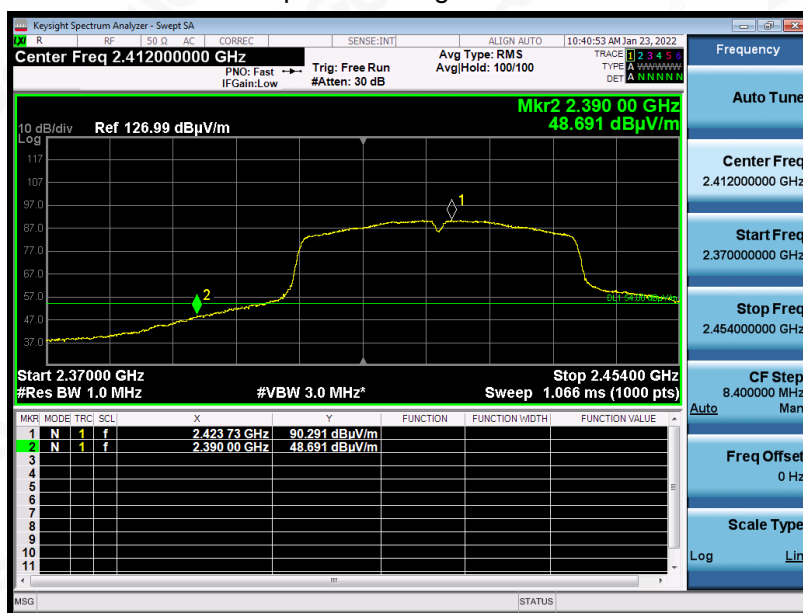 Keysight Spectrum Analyzer - Swept SA
LXI R RF 50 Ω AC CORREC SENSE:INT ALIGN AUTO 10:40:53 AM Jan 23, 2022
Center Freq 2.412000000 GHz
PNO: Fast
IFGain:Low
Trig: Free Run
#Atten: 30 dB
Avg Type: RMS
Avg|Hold: 100/100
TRACE 1 2 3 4 5 6
TYPE A WWWWW
DET A N N N N N
Mkr2 2.390 00 GHz
48.691 dBµV/m
10 dB/div Ref 126.99 dBµV/m
Log
117
107
97.0
87.0
77.0
67.0
57.0
47.0
37.0
1
2
Start 2.37000 GHz Stop 2.45400 GHz
#Res BW 1.0 MHz #VBW 3.0 MHz* Sweep 1.066 ms (1000 pts)
MKR MODE TRC SCL X Y FUNCTION FUNCTION WIDTH FUNCTION VALUE
1 N 1 f 2.423 73 GHz 90.291 dBµV/m
2 N 1 f 2.390 00 GHz 48.691 dBµV/m
3
4
5
6
7
8
9
10
11
MSG STATUS
Frequency
Auto Tune
Center Freq
2.412000000 GHz
Start Freq
2.370000000 GHz
Stop Freq
2.454000000 GHz
CF Step
8.400000 MHz
Auto Man
Freq Offset
0 Hz
Scale Type
Log Lin